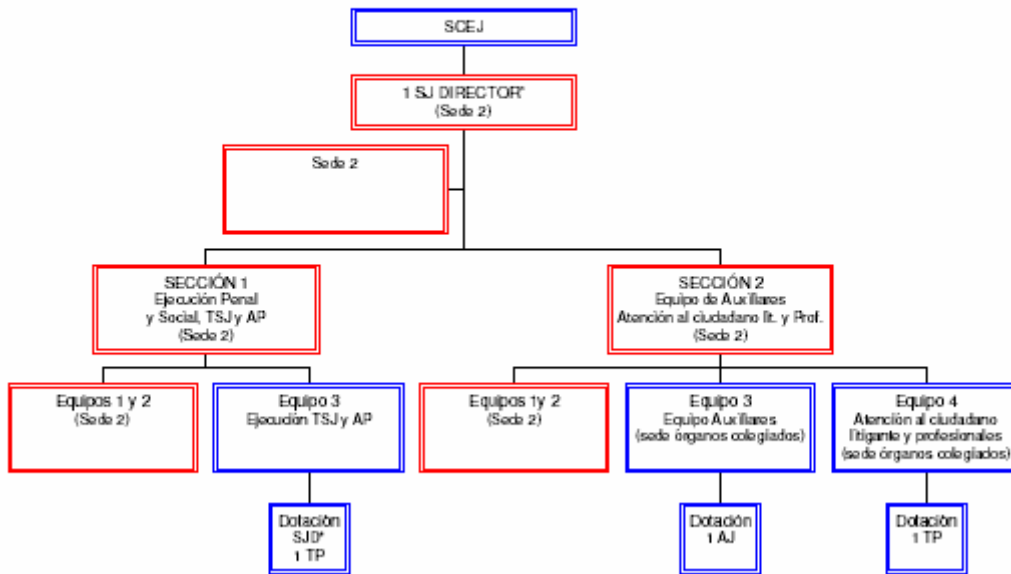 SCEJ
1 SJ DIRECTOR*
(Sede 2)
Sede 2
SECCIÓN 1
Ejecución Penal
y Social, TSJ y AP
(Sede 2)
SECCIÓN 2
Equipo de Auxiliares
Atención al ciudadano lit. y Prof.
(Sede 2)
Equipos 1 y 2
(Sede 2)
Equipo 3
Ejecución TSJ y AP
Equipos 1y 2
(Sede 2)
Equipo 3
Equipo Auxiliares
(sede órganos colegiados)
Equipo 4
Atención al ciudadano
litigante y profesionales
(sede órganos colegiados)
Dotación
SJD*
1 TP
Dotación
1 AJ
Dotación
1 TP